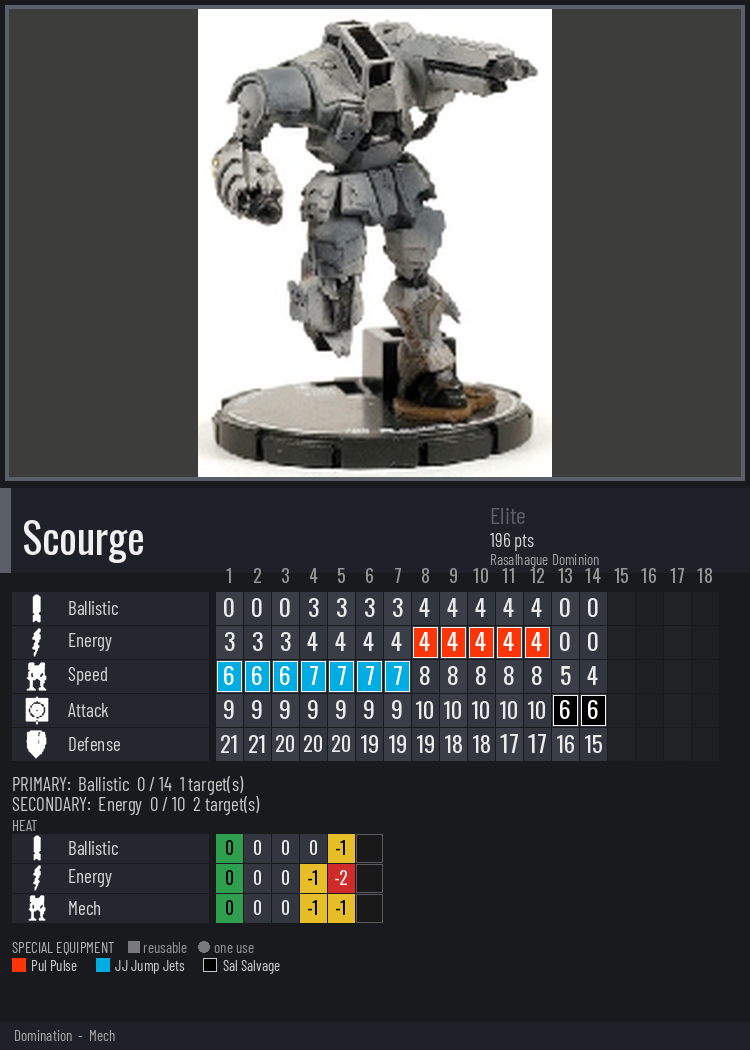 Scourge
Elite
196 pts
Rasalhague Dominion
1 2 3 4 5 6 7 8 9 10 11 12 13 14 15 16 17 18
Ballistic 0 0 0 3 3 3 3 4 4 4 4 4 0 0
Energy 3 3 3 4 4 4 4 4 4 4 4 4 0 0
Speed 6 6 6 7 7 7 7 8 8 8 8 8 5 4
Attack 9 9 9 9 9 9 9 10 10 10 10 10 6 6
Defense 21 21 20 20 20 19 19 19 18 18 17 17 16 15
PRIMARY: Ballistic 0 / 14 1 target(s)
SECONDARY: Energy 0 / 10 2 target(s)
HEAT
Ballistic 0 0 0 0 -1
Energy 0 0 0 -1 -2
Mech 0 0 0 -1 -1
SPECIAL EQUIPMENT reusable one use
Pul Pulse JJ Jump Jets Sal Salvage
Domination - Mech